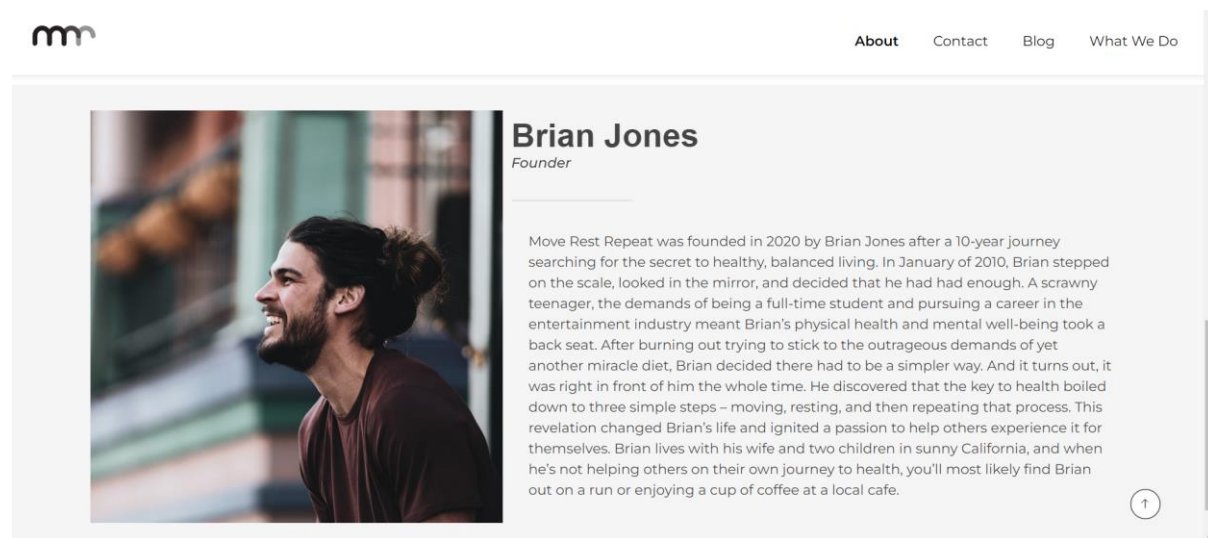 About Contact Blog What We Do
Brian Jones
Founder
Move Rest Repeat was founded in 2020 by Brian Jones after a 10-year journey
searching for the secret to healthy, balanced living. In January of 2010, Brian stepped
on the scale, looked in the mirror, and decided that he had had enough. A scrawny
teenager, the demands of being a full-time student and pursuing a career in the
entertainment industry meant Brian’s physical health and mental well-being took a
back seat. After burning out trying to stick to the outrageous demands of yet
another miracle diet, Brian decided there had to be a simpler way. And it turns out, it
was right in front of him the whole time. He discovered that the key to health boiled
down to three simple steps – moving, resting, and then repeating that process. This
revelation changed Brian’s life and ignited a passion to help others experience it for
themselves. Brian lives with his wife and two children in sunny California, and when
he’s not helping others on their own journey to health, you’ll most likely find Brian
out on a run or enjoying a cup of coffee at a local cafe.